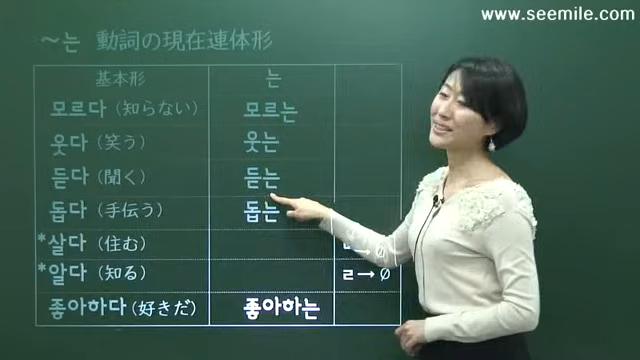 www.seemile.com
～는 動詞の現在連体形
基本形 는
모르다 (知らない) 모르는
웃다 (笑う) 웃는
듣다 (聞く) 듣는
돕다 (手伝う) 돕는
*살다 (住む) ㄹ→∅
*알다 (知る) ㄹ→∅
좋아하다 (好きだ) 좋아하는